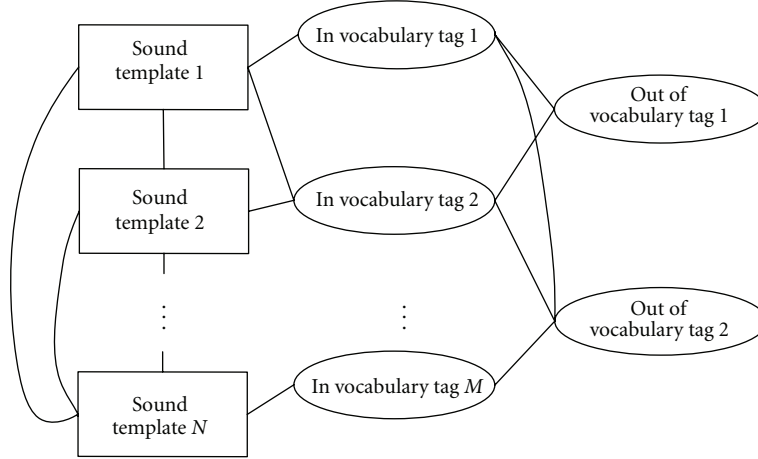 Sound
template 1
In vocabulary tag 1
Out of
vocabulary tag 1
Sound
template 2
In vocabulary tag 2
Out of
vocabulary tag 2
Sound
template N
In vocabulary tag M